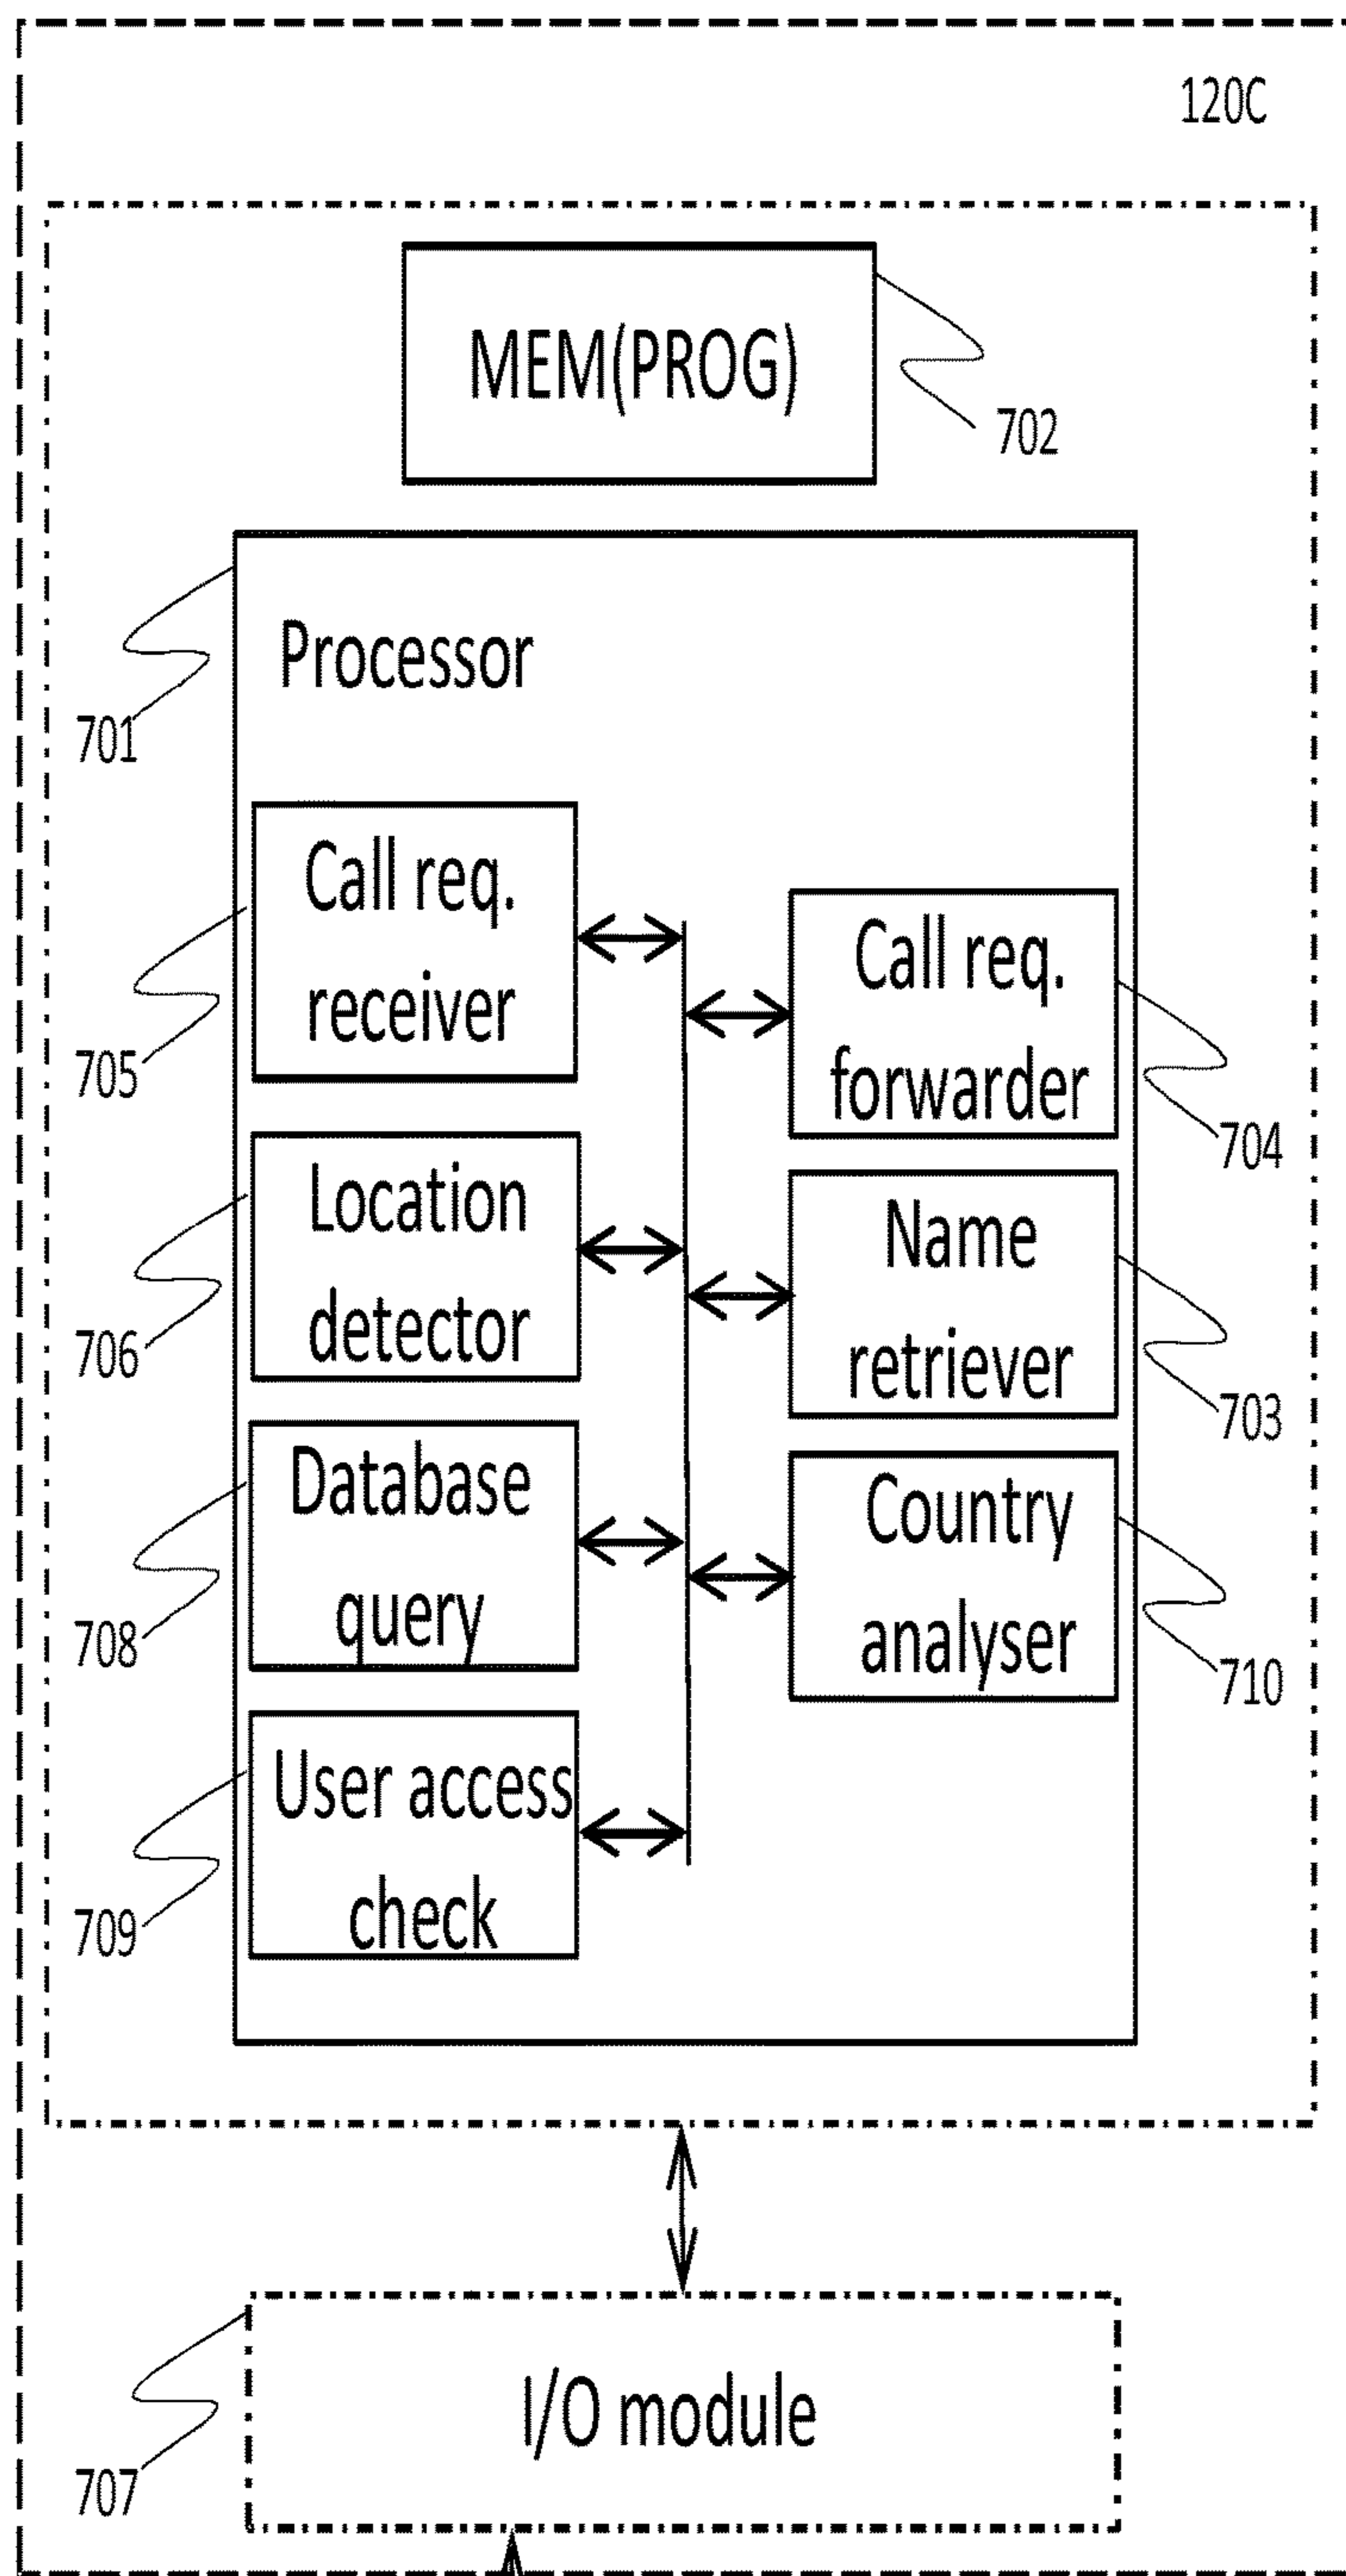 120C
MEM(PROG)
702
Processor
701
Call req.
receiver
705
Call req.
forwarder
704
Location
detector
706
Name
retriever
703
Database
query
708
Country
analyser
710
User access
check
709
I/O module
707